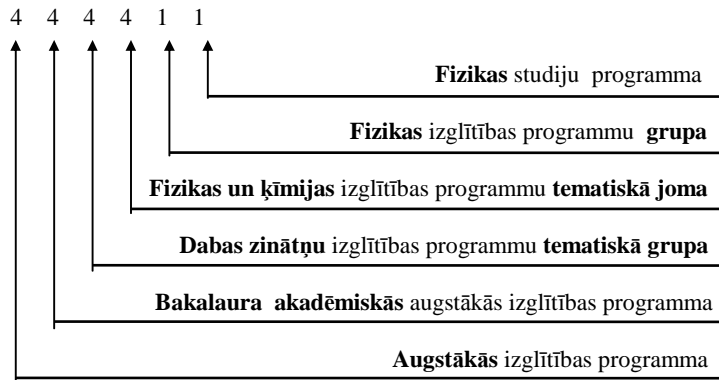 4 4 4 4 1 1
Fizikas studiju programma
Fizikas izglītības programmu grupa
Fizikas un ķīmijas izglītības programmu tematiskā joma
Dabas zinātņu izglītības programmu tematiskā grupa
Bakalaura akadēmiskās augstākās izglītības programma
Augstākās izglītības programma